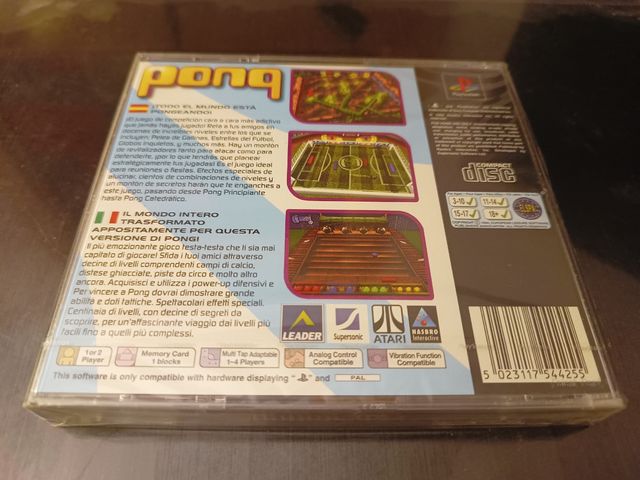 pong
¡TODO EL MUNDO ESTÁ
PONGEANDO!
¡El juego de competición cara a cara más adictivo
que jamás hayas jugado! Reta a tus amigos en
docenas de increíbles niveles entre los que se
incluyen; Pelea de Gallinas, Estrellas del Fútbol,
Globos Inquietos, y muchos más. Hay un montón
de revitalizadores tanto para atacar como para
defenderte, ¡por lo que tendrás que planear
estratégicamente tus jugadas! Es el juego ideal
para reuniones o fiestas. Efectos especiales de
alucinar, cientos de combinaciones de niveles y
un montón de secretos harán que te enganches a
este juego, pasando desde Pong Principiante
hasta Pong Catedrático.
IL MONDO INTERO
TRASFORMATO
APPOSITAMENTE PER QUESTA
VERSIONE DI PONG!
Il più emozionante gioco testa-testa che ti sia mai
capitato di giocare! Sfida i tuoi amici attraverso
decine di livelli comprendenti campi di calcio,
distese ghiacciate, piste da circo e molto altro
ancora. Acquisisci e utilizza i power-up difensivi e
Per vincere a Pong dovrai dimostrare grande
abilità e doti tattiche. Spettacolari effetti speciali.
Centinaia di livelli, con decine di segreti da
scoprire, per un'affascinante viaggio dai livelli più
facili fino a quelli più complessi.
LEADER
Supersonic
ATARI
HASBRO
Interactive
1 or 2
Player
Memory Card
1 blocks
Multi Tap Adaptable
1-4 Players
Analog Control
Compatible
Vibration Function
Compatible
This software is only compatible with hardware displaying " " and PAL
COMPACT
disc
3-10
11-14
15-17
18+
ELSPA
5 023117 544255